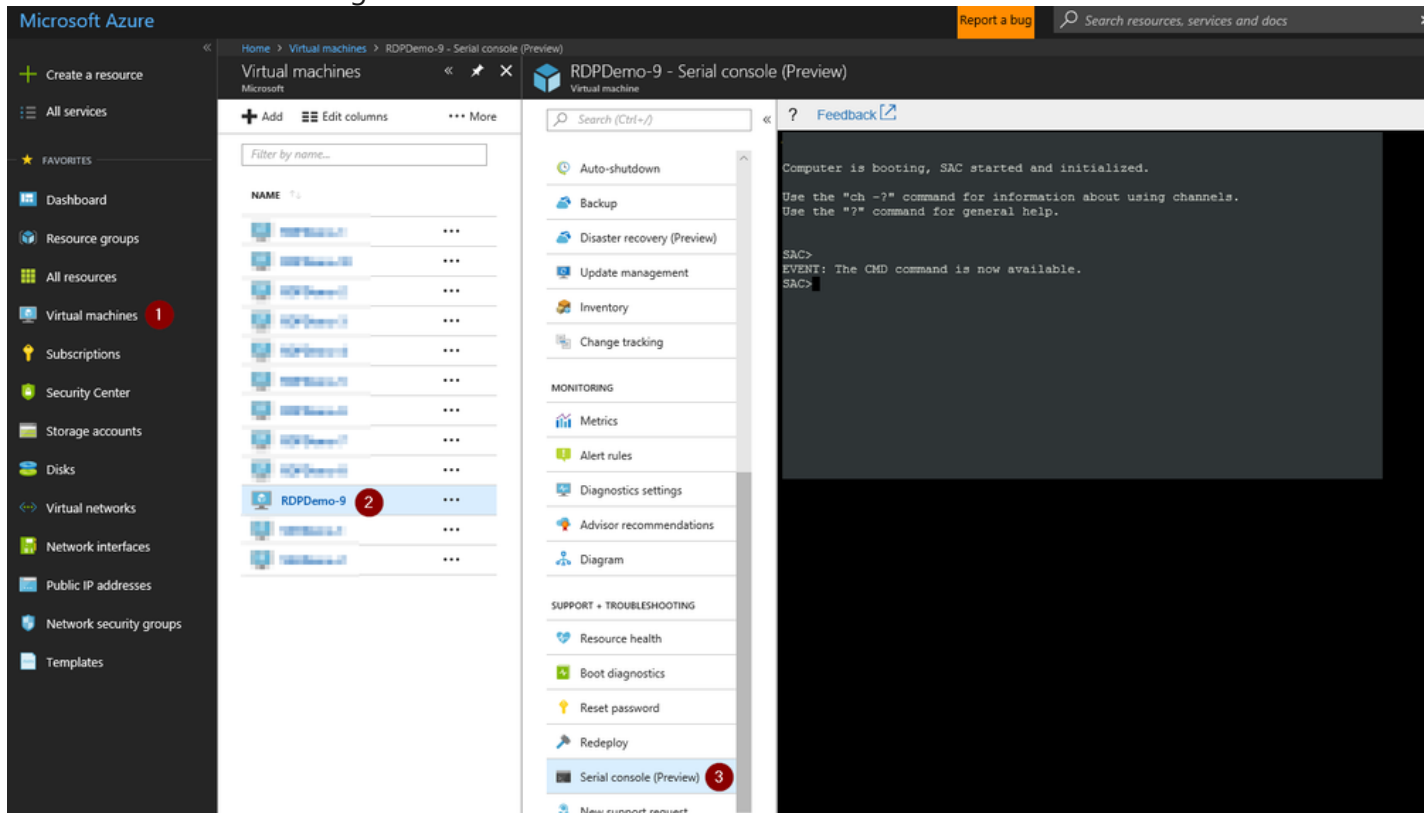 Microsoft Azure
Report a bug
Search resources, services and docs
Home > Virtual machines > RDPDemo-9 - Serial console (Preview)
Create a resource
All services
FAVORITES
Dashboard
Resource groups
All resources
Virtual machines 1
Subscriptions
Security Center
Storage accounts
Disks
Virtual networks
Network interfaces
Public IP addresses
Network security groups
Templates
Virtual machines
Microsoft
Add Edit columns ••• More
Filter by name...
NAME
RDPDemo-9 2
RDPDemo-9 - Serial console (Preview)
Virtual machine
Search (Ctrl+/)
Auto-shutdown
Backup
Disaster recovery (Preview)
Update management
Inventory
Change tracking
MONITORING
Metrics
Alert rules
Diagnostics settings
Advisor recommendations
Diagram
SUPPORT + TROUBLESHOOTING
Resource health
Boot diagnostics
Reset password
Redeploy
Serial console (Preview) 3
New support request
? Feedback
Computer is booting, SAC started and initialized.
Use the "ch -?" command for information about using channels.
Use the "?" command for general help.
SAC>
EVENT: The CMD command is now available.
SAC>